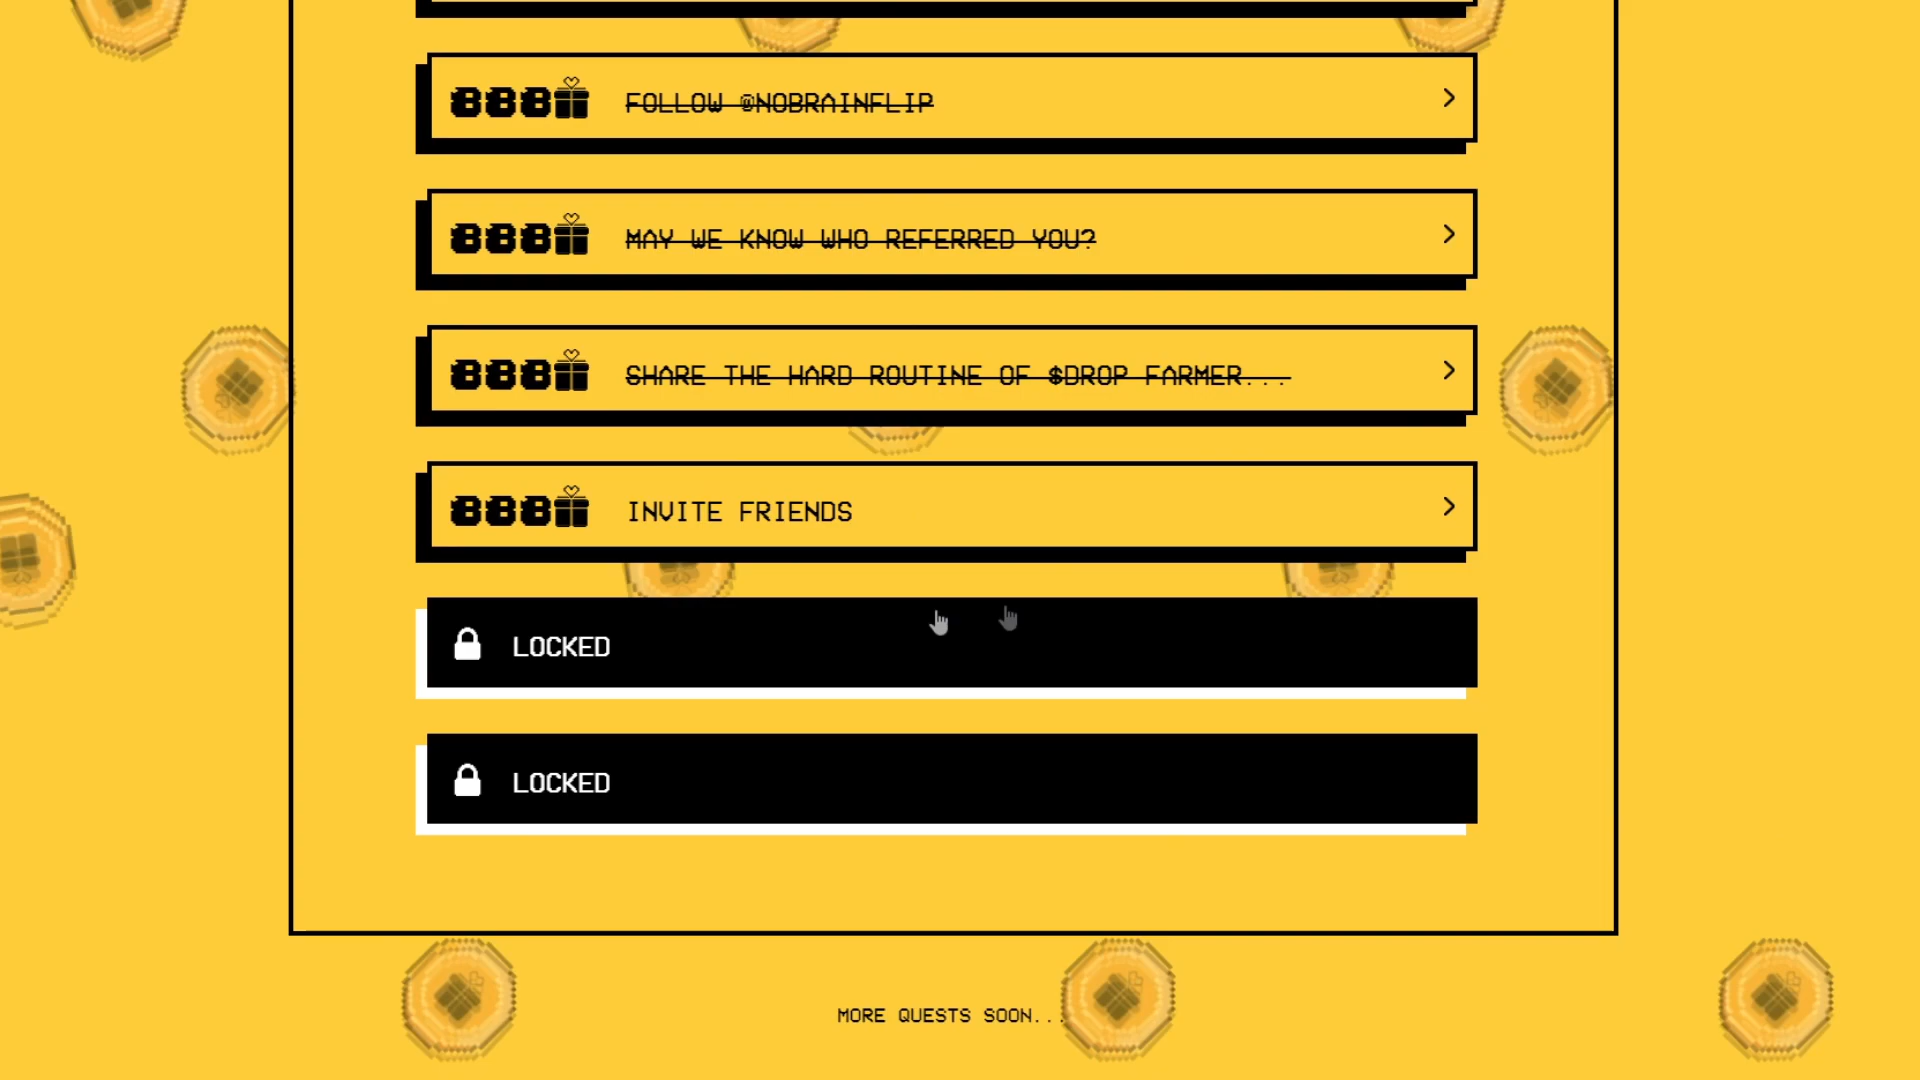 888 FOLLOW @NOBRAINFLIP
888 MAY WE KNOW WHO REFERRED YOU?
888 SHARE THE HARD ROUTINE OF $DROP FARMER...
888 INVITE FRIENDS
LOCKED
LOCKED
MORE QUESTS SOON...